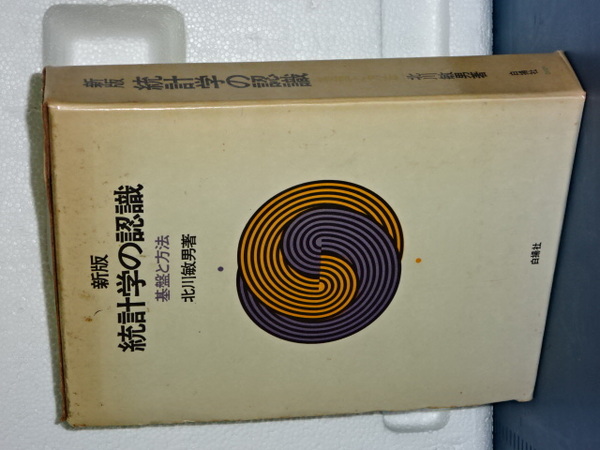 新版
統計学の認識
基盤と方法
北川敏男著
白揚社
新版 統計学の認識
北川敏男著
白揚社